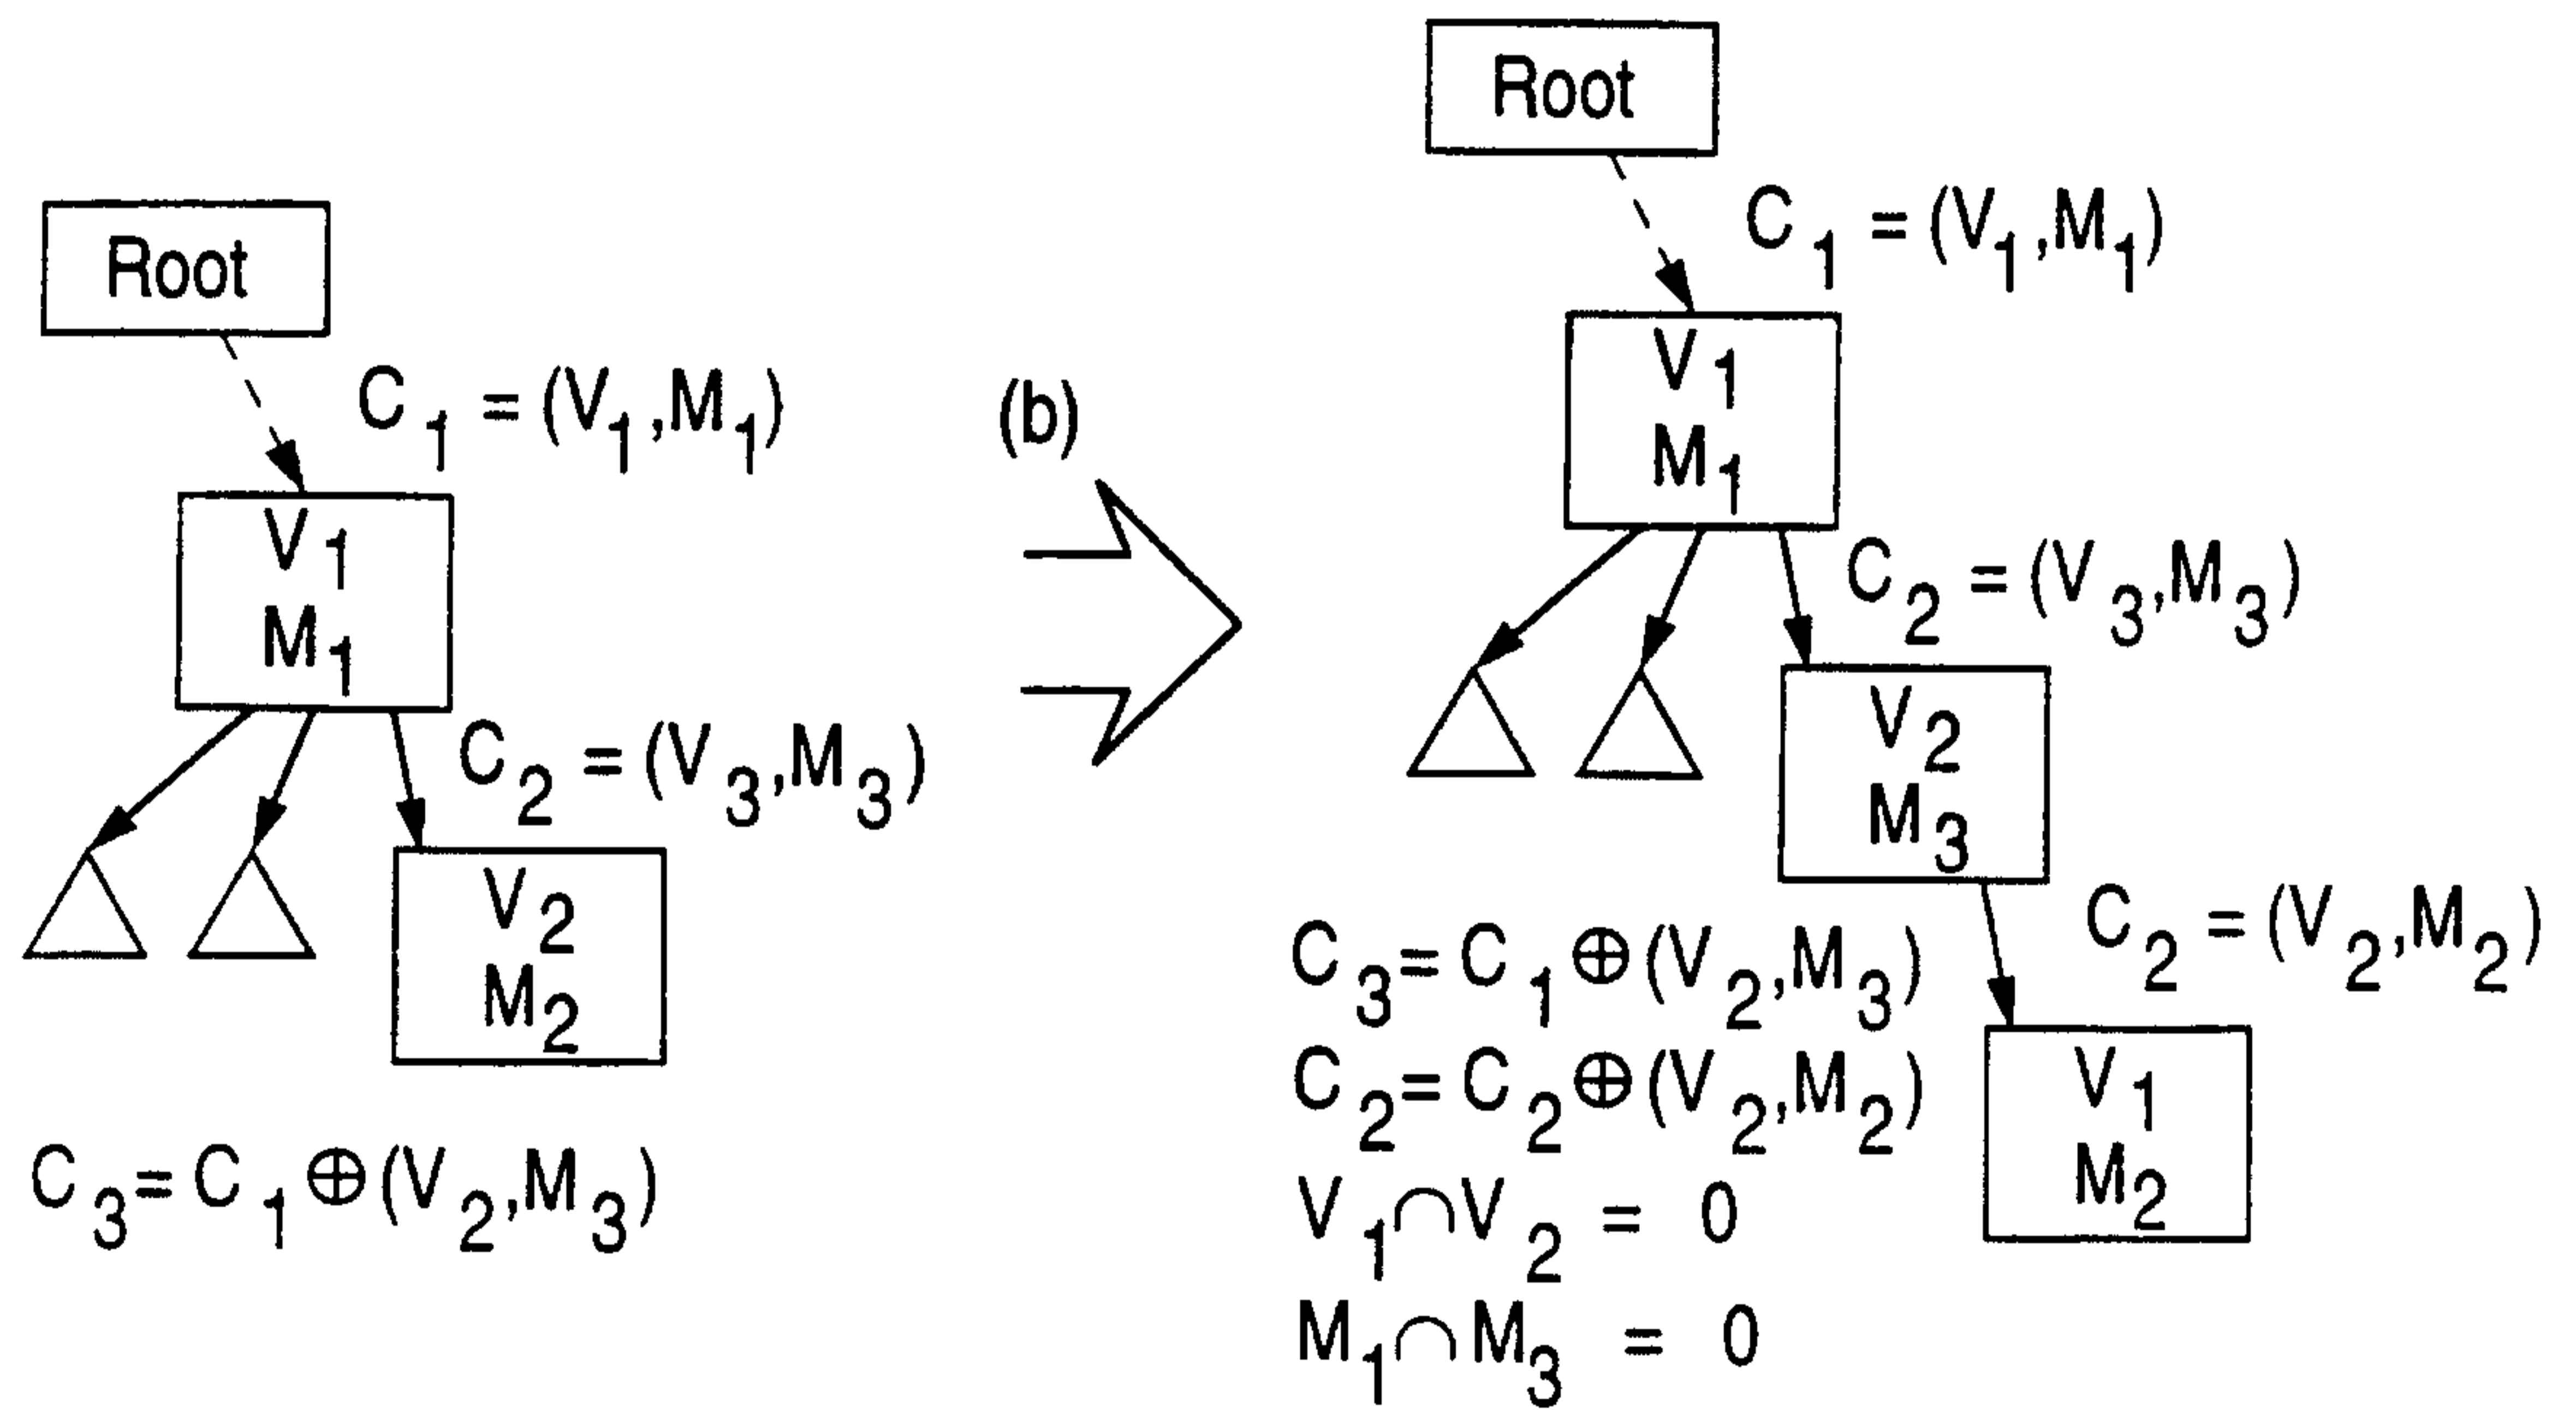 Root
C₁ = (V₁,M₁)
V₁
M₁
C₂ = (V₃,M₃)
V₂
M₂
C₃= C₁⊕(V₂,M₃)
(b)
Root
C₁ = (V₁,M₁)
V₁
M₁
C₂ = (V₃,M₃)
V₂
M₃
C₂ = (V₂,M₂)
V₁
M₂
C₃= C₁⊕(V₂,M₃)
C₂= C₂⊕(V₂,M₂)
V₁∩V₂ = 0
M₁∩M₃ = 0